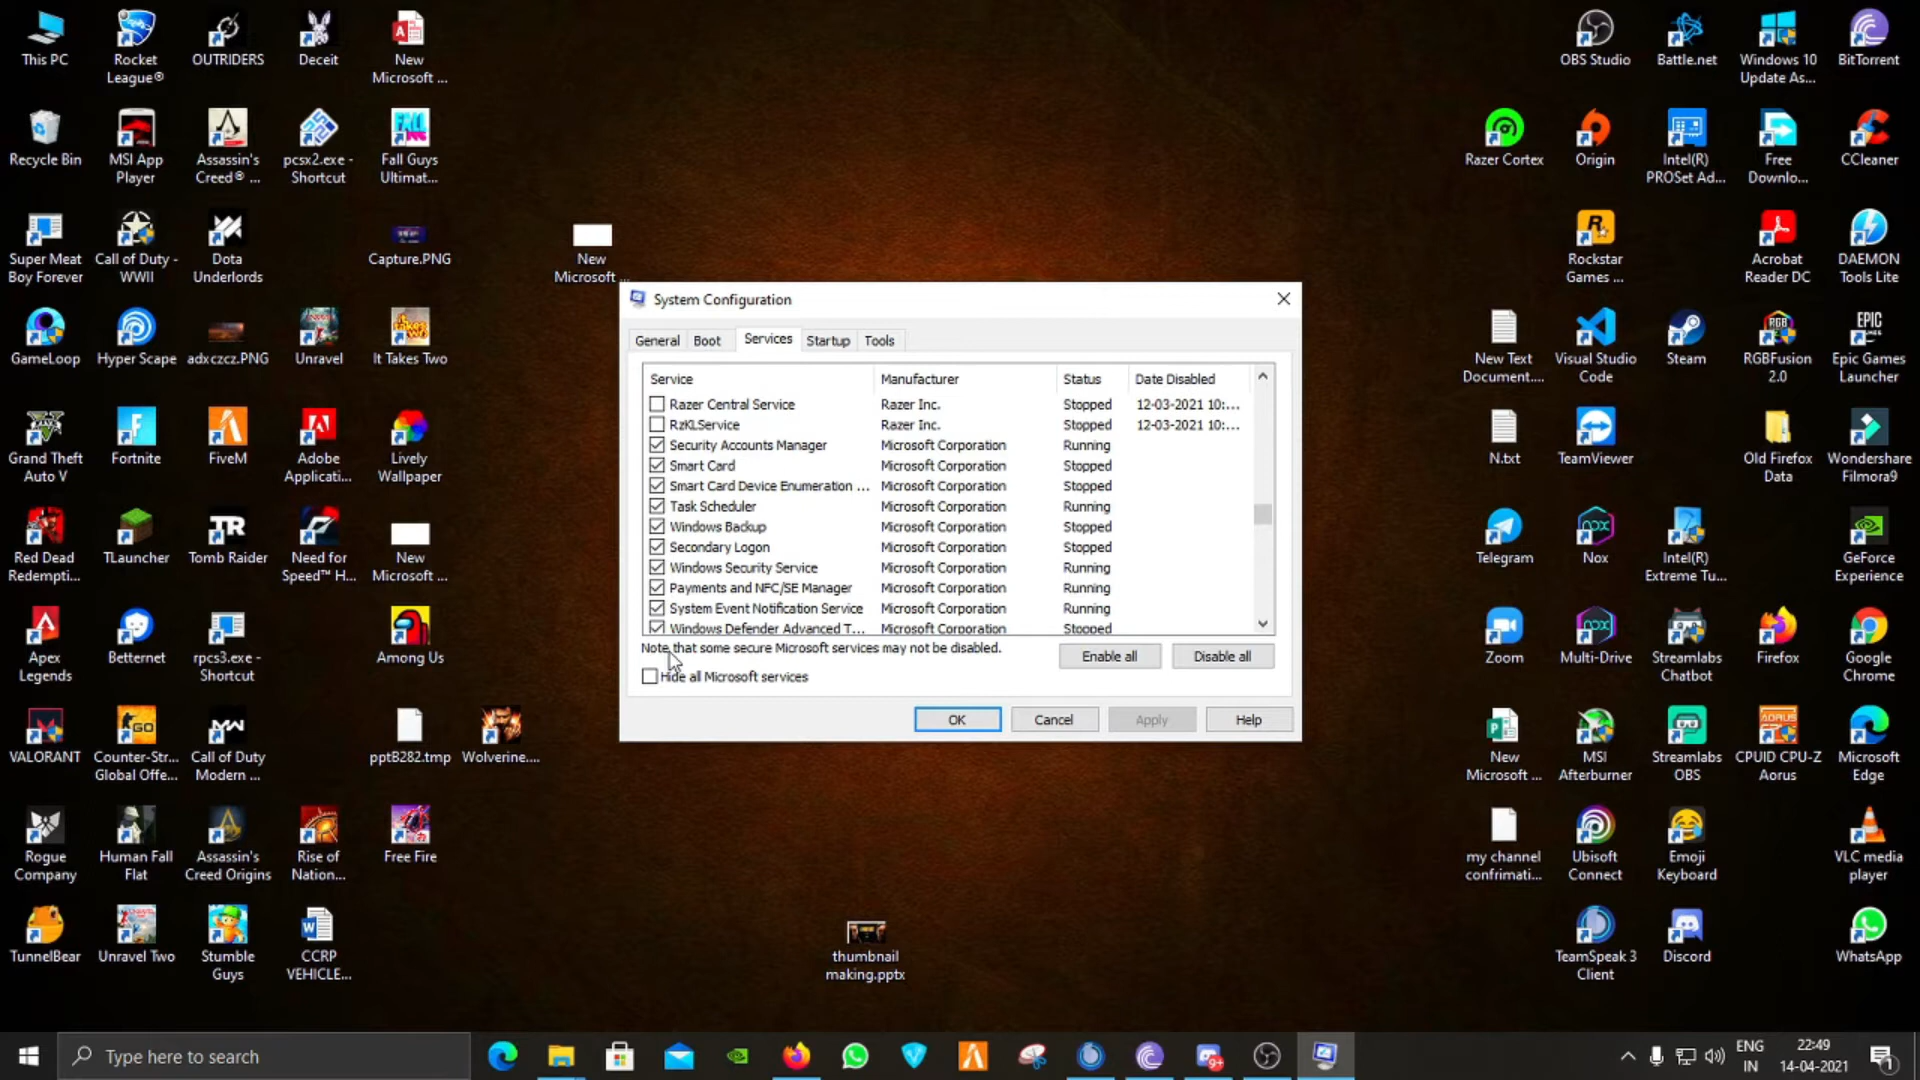 This PC
Rocket
League®
OUTRIDERS
Deceit
New
Microsoft ...
OBS Studio
Battle.net
Windows 10
Update As...
BitTorrent
Recycle Bin
MSI App
Player
Assassin's
Creed® ...
pcsx2.exe -
Shortcut
Fall Guys
Ultimat...
Razer Cortex
Origin
Intel(R)
PROSet Ad...
Free
Downlo...
CCleaner
Super Meat
Boy Forever
Call of Duty -
WWII
Dota
Underlords
Capture.PNG
New
Microsoft ...
Rockstar
Games ...
Acrobat
Reader DC
DAEMON
Tools Lite
GameLoop
Hyper Scape
adxczcz.PNG
Unravel
It Takes Two
New Text
Document....
Visual Studio
Code
Steam
RGBFusion
2.0
Epic Games
Launcher
Grand Theft
Auto V
Fortnite
FiveM
Adobe
Applicati...
Lively
Wallpaper
N.txt
TeamViewer
Old Firefox
Data
Wondershare
Filmora9
Red Dead
Redempti...
TLauncher
Tomb Raider
Need for
Speed™ H...
New
Microsoft ...
Telegram
Nox
Intel(R)
Extreme Tu...
GeForce
Experience
Apex
Legends
Betternet
rpcs3.exe -
Shortcut
Among Us
Zoom
Multi-Drive
Streamlabs
Chatbot
Firefox
Google
Chrome
VALORANT
Counter-Str...
Global Offe...
Call of Duty
Modern ...
pptB282.tmp
Wolverine....
New
Microsoft ...
MSI
Afterburner
Streamlabs
OBS
CPUID CPU-Z
Aorus
Microsoft
Edge
Rogue
Company
Human Fall
Flat
Assassin's
Creed Origins
Rise of
Nation...
Free Fire
my channel
confrimati...
Ubisoft
Connect
Emoji
Keyboard
VLC media
player
TunnelBear
Unravel Two
Stumble
Guys
CCRP
VEHICLE...
thumbnail
making.pptx
TeamSpeak 3
Client
Discord
WhatsApp
System Configuration
General Boot Services Startup Tools
Service Manufacturer Status Date Disabled
Razer Central Service Razer Inc. Stopped 12-03-2021 10:...
RzKLService Razer Inc. Stopped 12-03-2021 10:...
Security Accounts Manager Microsoft Corporation Running
Smart Card Microsoft Corporation Stopped
Smart Card Device Enumeration ... Microsoft Corporation Stopped
Task Scheduler Microsoft Corporation Running
Windows Backup Microsoft Corporation Stopped
Secondary Logon Microsoft Corporation Stopped
Windows Security Service Microsoft Corporation Running
Payments and NFC/SE Manager Microsoft Corporation Running
System Event Notification Service Microsoft Corporation Running
Windows Defender Advanced T... Microsoft Corporation Stopped
Note that some secure Microsoft services may not be disabled.
Enable all
Disable all
Hide all Microsoft services
OK
Cancel
Apply
Help
Type here to search
9+
ENG
IN
22:49
14-04-2021
1